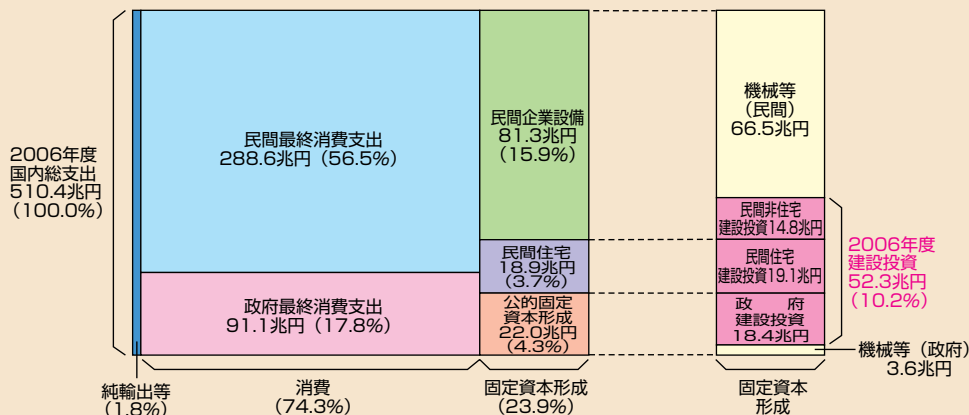 2006年度
国内総支出
510.4兆円
(100.0%)
民間最終消費支出
288.6兆円(56.5%)
政府最終消費支出
91.1兆円(17.8%)
民間企業設備
81.3兆円
(15.9%)
民間住宅
18.9兆円
(3.7%)
公的固定
資本形成
22.0兆円
(4.3%)
機械等
(民間)
66.5兆円
民間非住宅
建設投資14.8兆円
民間住宅
建設投資19.1兆円
政 府
建設投資
18.4兆円
2006年度
建設投資
52.3兆円
(10.2%)
機械等(政府)
3.6兆円
純輸出等
(1.8%)
消費
(74.3%)
固定資本形成
(23.9%)
固定資本
形成